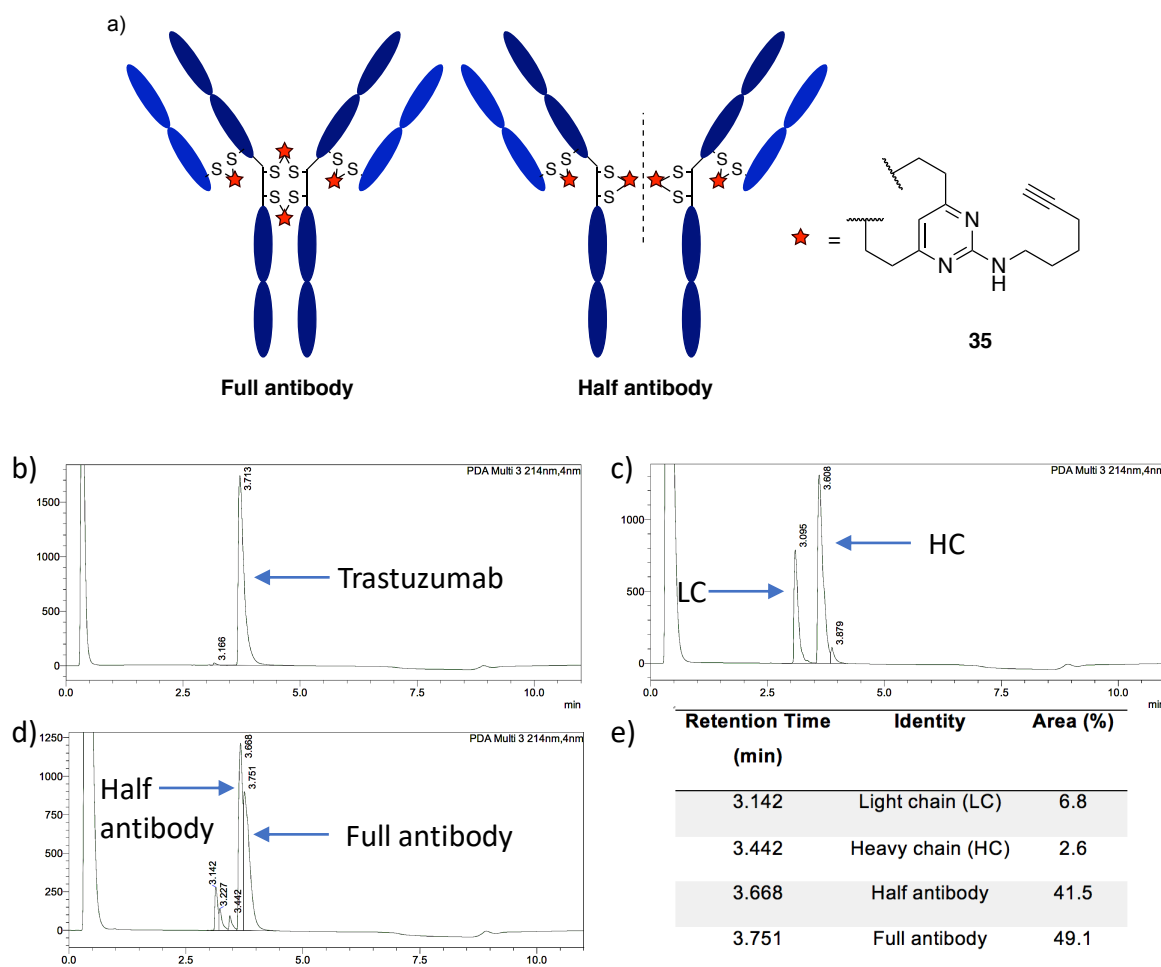 a)
S S S S S S S S
S S S S S S S S
= N N N H
35
Full antibody Half antibody
b)
PDA Multi 3 214nm,4nm
3.713
3.166
Trastuzumab
1500
1000
500
0
0.0 2.5 5.0 7.5 10.0
min
c)
PDA Multi 3 214nm,4nm
3.608
3.095
3.879
HC
LC
1000
500
0
0.0 2.5 5.0 7.5 10.0
min
d)
PDA Multi 3 214nm,4nm
3.668
3.751
3.142
3.227
3.442
Half
antibody
Full antibody
1250
1000
750
500
250
0
0.0 2.5 5.0 7.5 10.0
min
e)
Retention Time Identity Area (%)
(min)
3.142 Light chain (LC) 6.8
3.442 Heavy chain (HC) 2.6
3.668 Half antibody 41.5
3.751 Full antibody 49.1